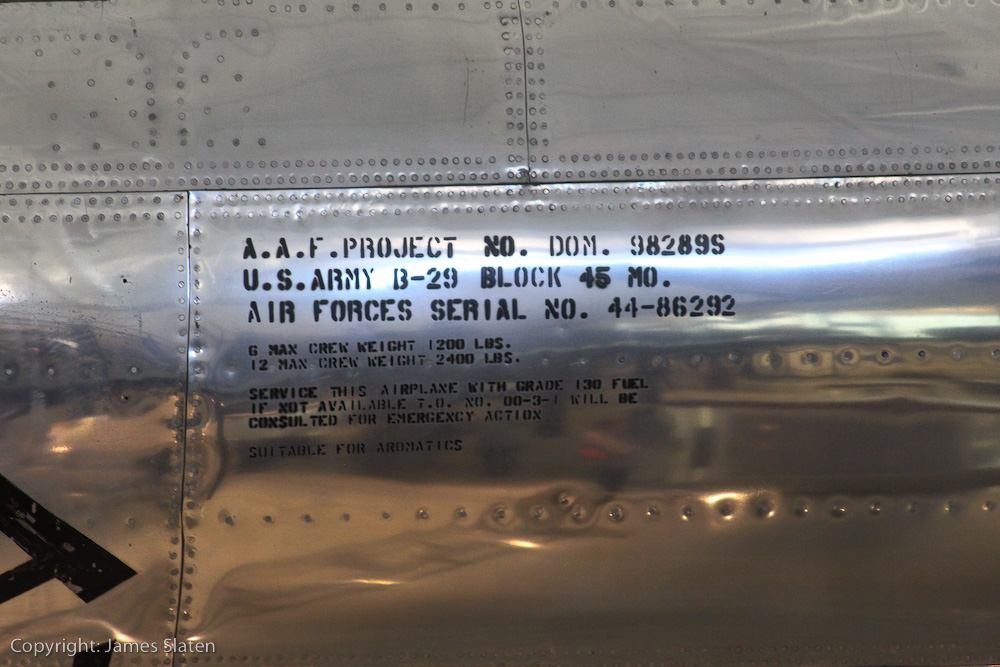 A.A.F. PROJECT NO. DOM. 98289S
U.S. ARMY B-29 BLOCK 45 MO.
AIR FORCES SERIAL NO. 44-86292
6 MAX CREW WEIGHT 1200 LBS.
12 MAN CREW WEIGHT 2400 LBS.
SERVICE THIS AIRPLANE WITH GRADE 130 FUEL
IF NOT AVAILABLE T.O. NO. 00-3-1 WILL BE
CONSULTED FOR EMERGENCY ACTION
SUITABLE FOR AROMATICS
Copyright: James Slaten